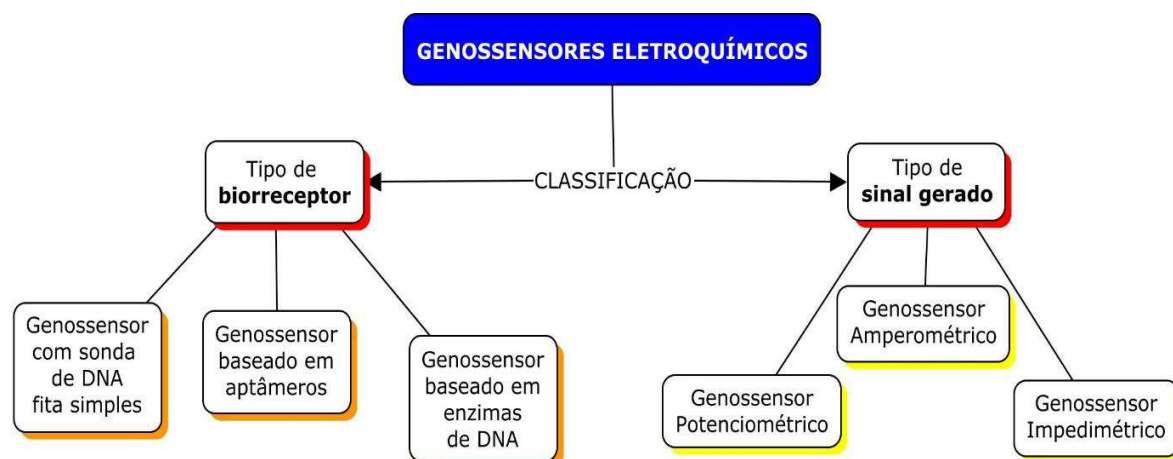 GENOSSENSORES ELETROQUÍMICOS
CLASSIFICAÇÃO
Tipo de
biorreceptor
Genossensor
com sonda
de DNA
fita simples
Genossensor
baseado em
aptâmeros
Genossensor
baseado em
enzimas
de DNA
Tipo de
sinal gerado
Genossensor
Potenciométrico
Genossensor
Amperométrico
Genossensor
Impedimétrico